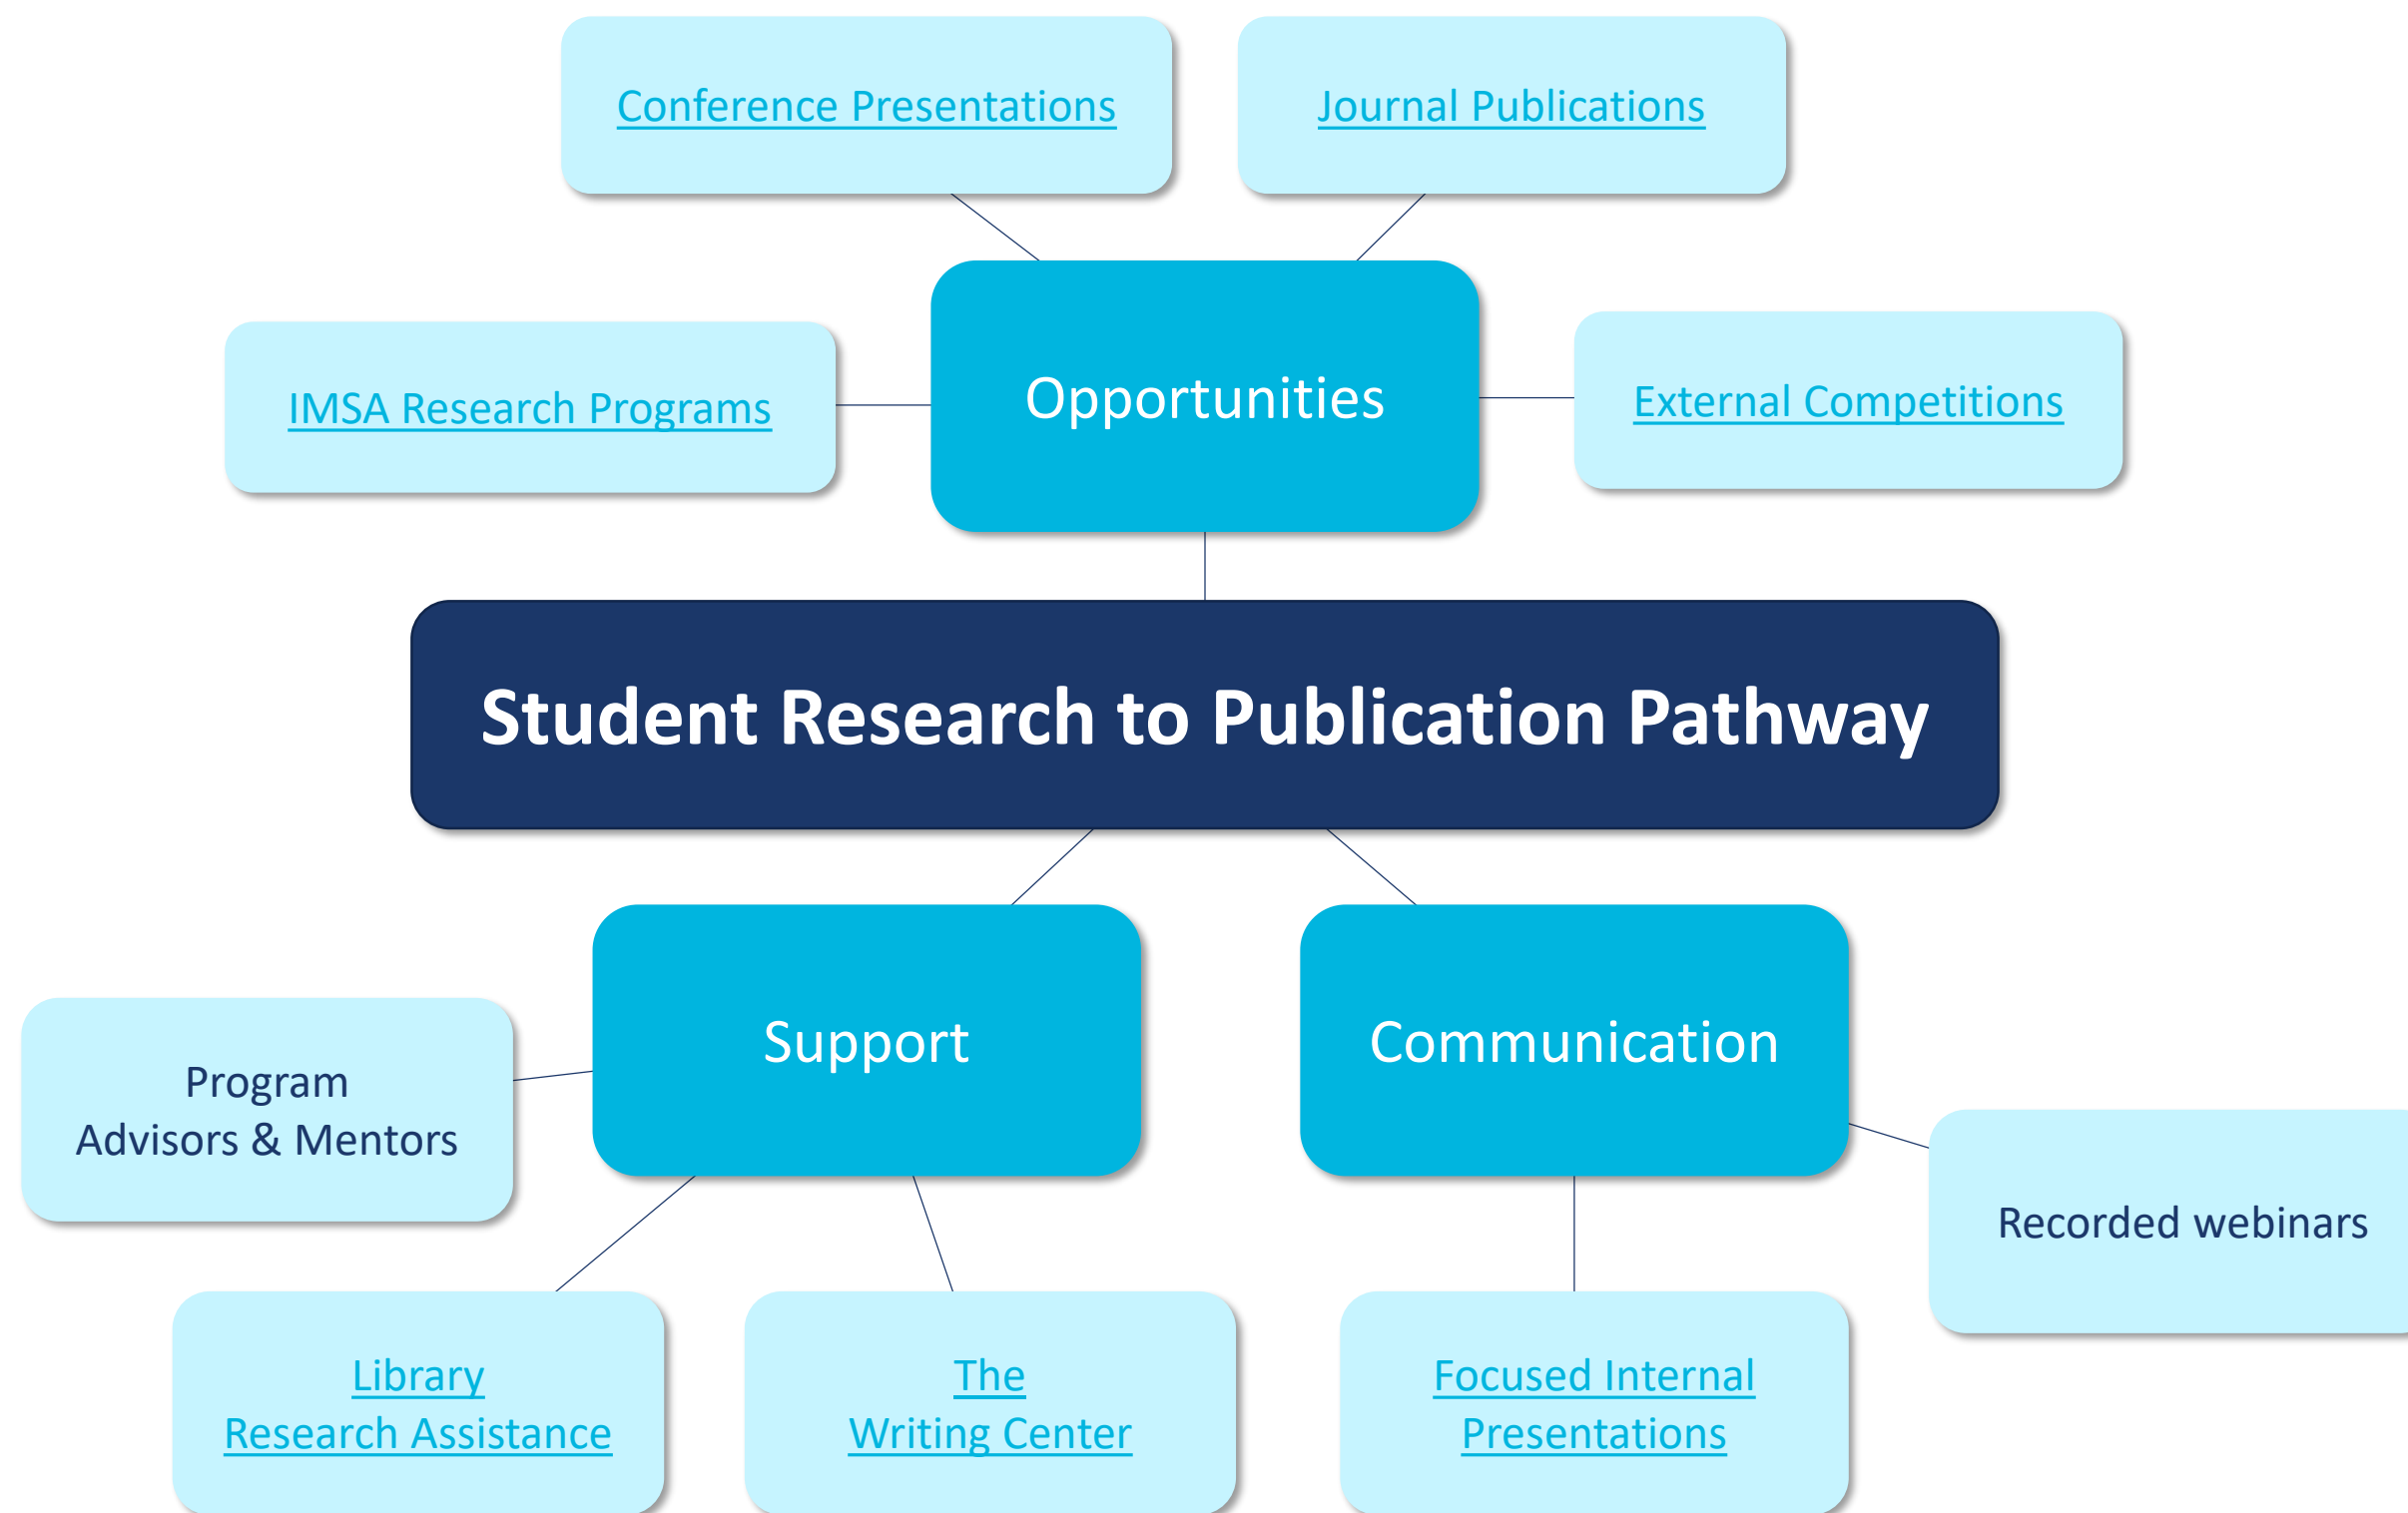 Conference Presentations
Journal Publications
IMSA Research Programs
Opportunities
External Competitions
Student Research to Publication Pathway
Support
Communication
Program
Advisors & Mentors
Recorded webinars
Library
Research Assistance
The
Writing Center
Focused Internal
Presentations